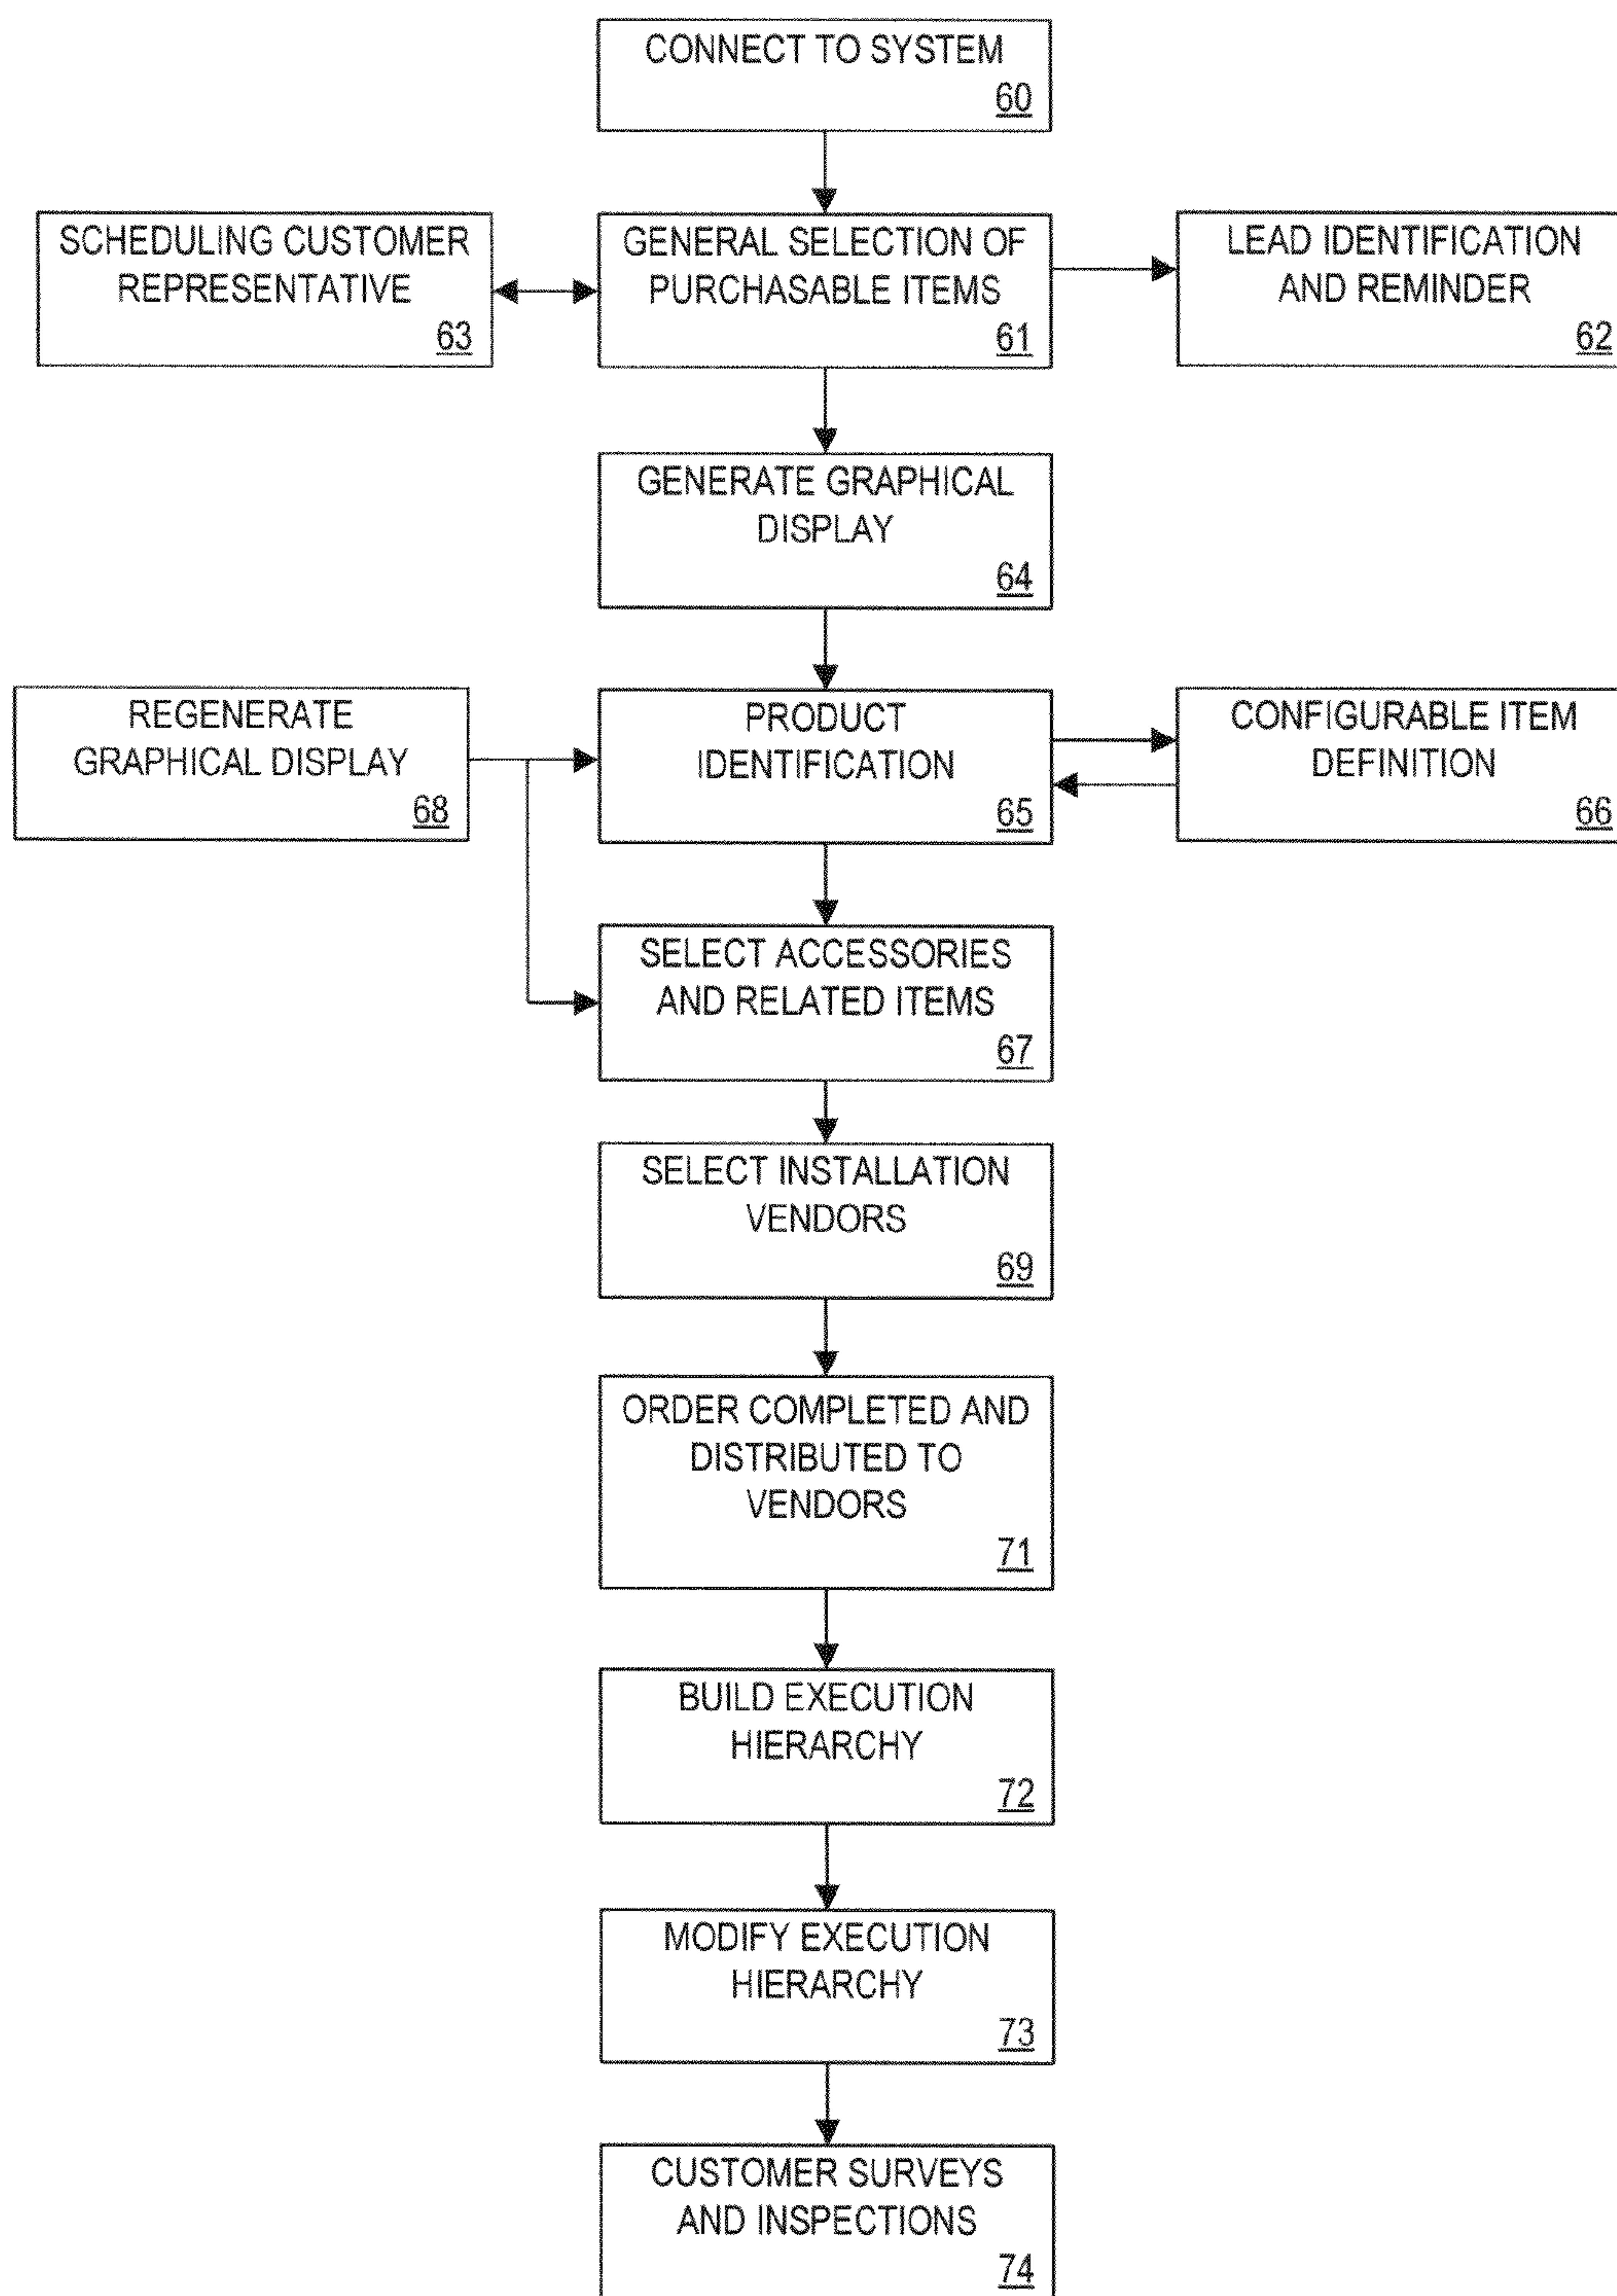 CONNECT TO SYSTEM
60
SCHEDULING CUSTOMER
REPRESENTATIVE
63
GENERAL SELECTION OF
PURCHASABLE ITEMS
61
LEAD IDENTIFICATION
AND REMINDER
62
GENERATE GRAPHICAL
DISPLAY
64
REGENERATE
GRAPHICAL DISPLAY
68
PRODUCT
IDENTIFICATION
65
CONFIGURABLE ITEM
DEFINITION
66
SELECT ACCESSORIES
AND RELATED ITEMS
67
SELECT INSTALLATION
VENDORS
69
ORDER COMPLETED AND
DISTRIBUTED TO
VENDORS
71
BUILD EXECUTION
HIERARCHY
72
MODIFY EXECUTION
HIERARCHY
73
CUSTOMER SURVEYS
AND INSPECTIONS
74